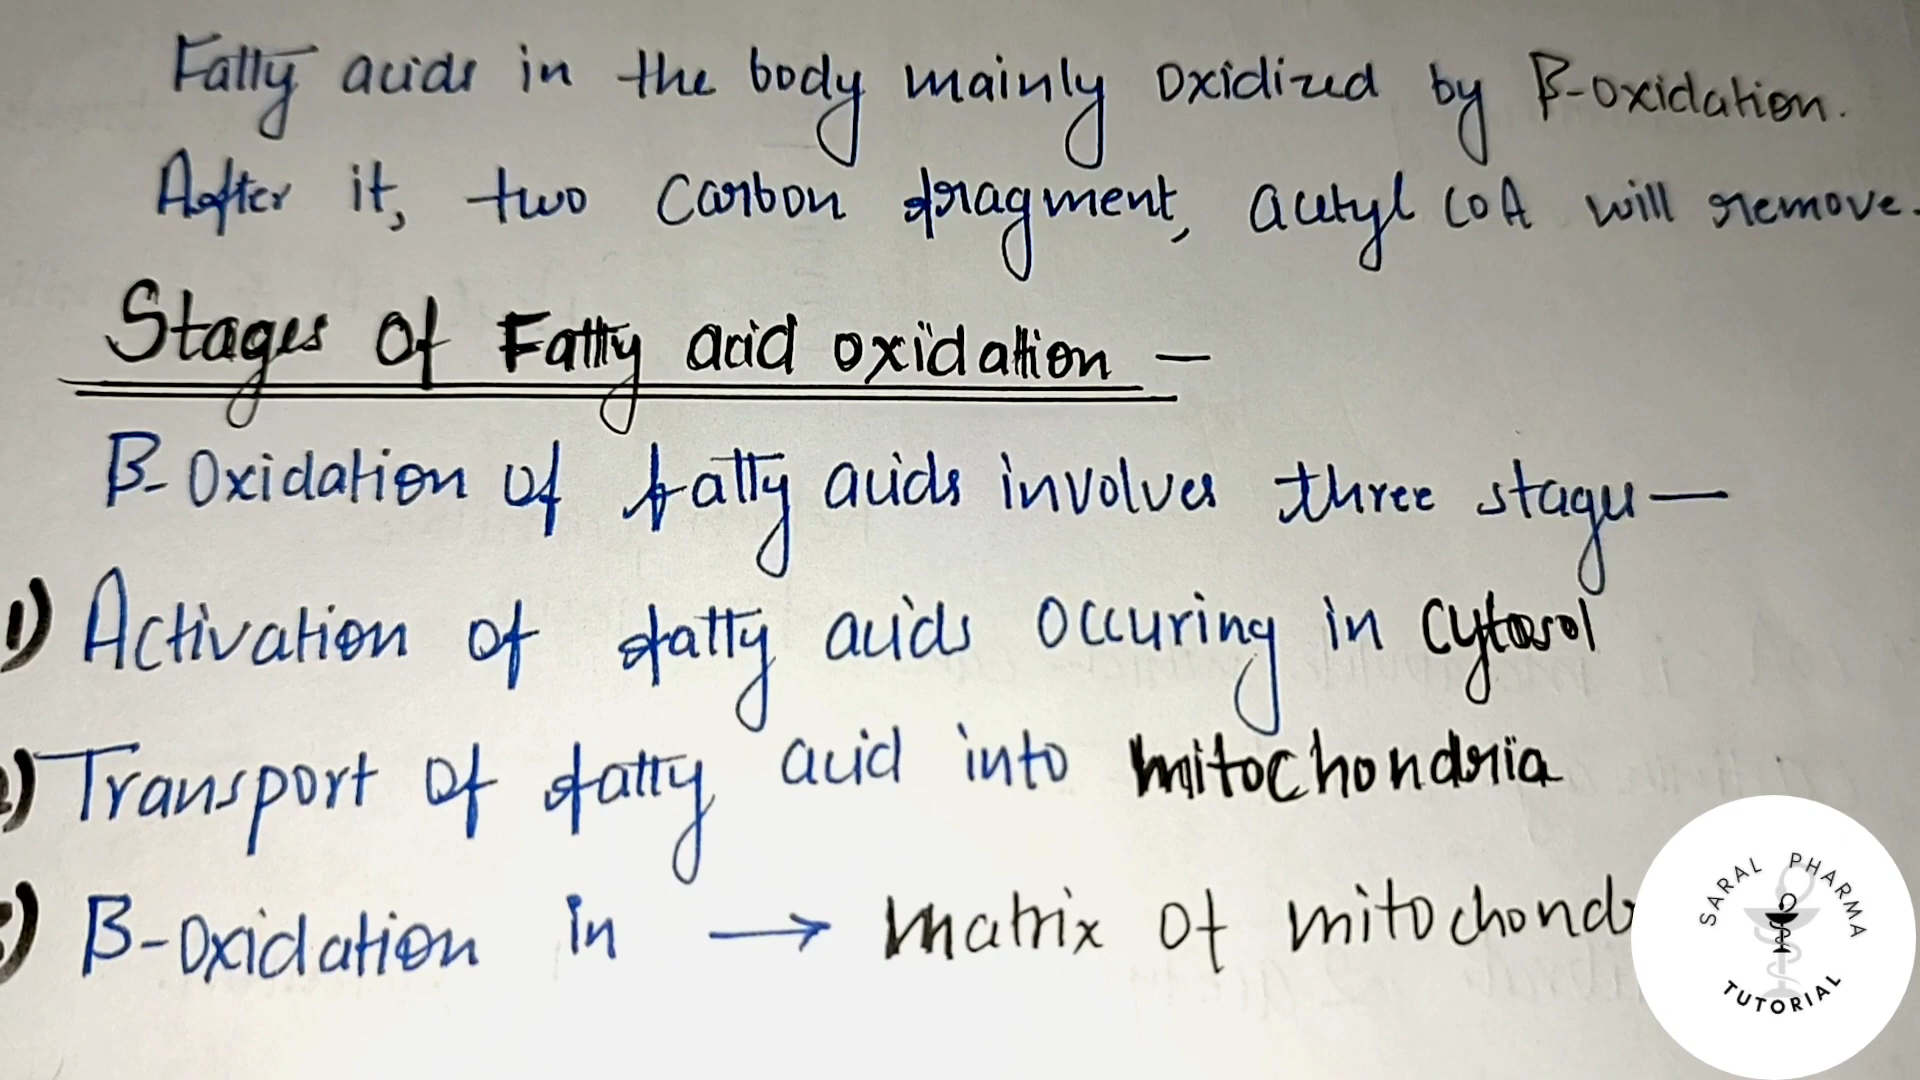 Fatty acids in the body mainly oxidized by β-oxidation.
After it, two carbon fragment, acetyl CoA will remove.
Stages of Fatty acid oxidation —
β-Oxidation of fatty acids involves three stages —
1) Activation of fatty acids occuring in cytosol
2) Transport of fatty acid into mitochondria
3) β-oxidation in → matrix of mitochond
SARAL PHARMA
TUTORIAL